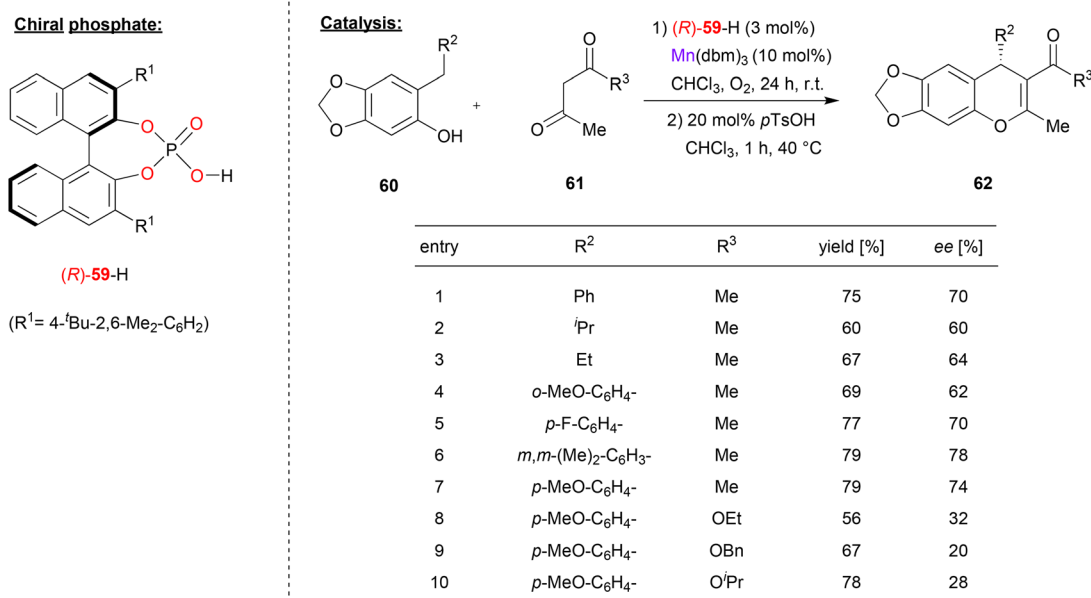 Chiral phosphate:
R¹
O
O
P
O
O–H
R¹
(R)-59-H
(R¹= 4-ᵗBu-2,6-Me₂-C₆H₂)
Catalysis:
R²
O
O
OH
60
+
O
R³
O
Me
61
1) (R)-59-H (3 mol%)
Mn(dbm)₃ (10 mol%)
CHCl₃, O₂, 24 h, r.t.
2) 20 mol% pTsOH
CHCl₃, 1 h, 40 °C
R²
O
O
R³
O
O
Me
62
entry R² R³ yield [%] ee [%]
1 Ph Me 75 70
2 ⁱPr Me 60 60
3 Et Me 67 64
4 o-MeO-C₆H₄- Me 69 62
5 p-F-C₆H₄- Me 77 70
6 m,m-(Me)₂-C₆H₃- Me 79 78
7 p-MeO-C₆H₄- Me 79 74
8 p-MeO-C₆H₄- OEt 56 32
9 p-MeO-C₆H₄- OBn 67 20
10 p-MeO-C₆H₄- OⁱPr 78 28